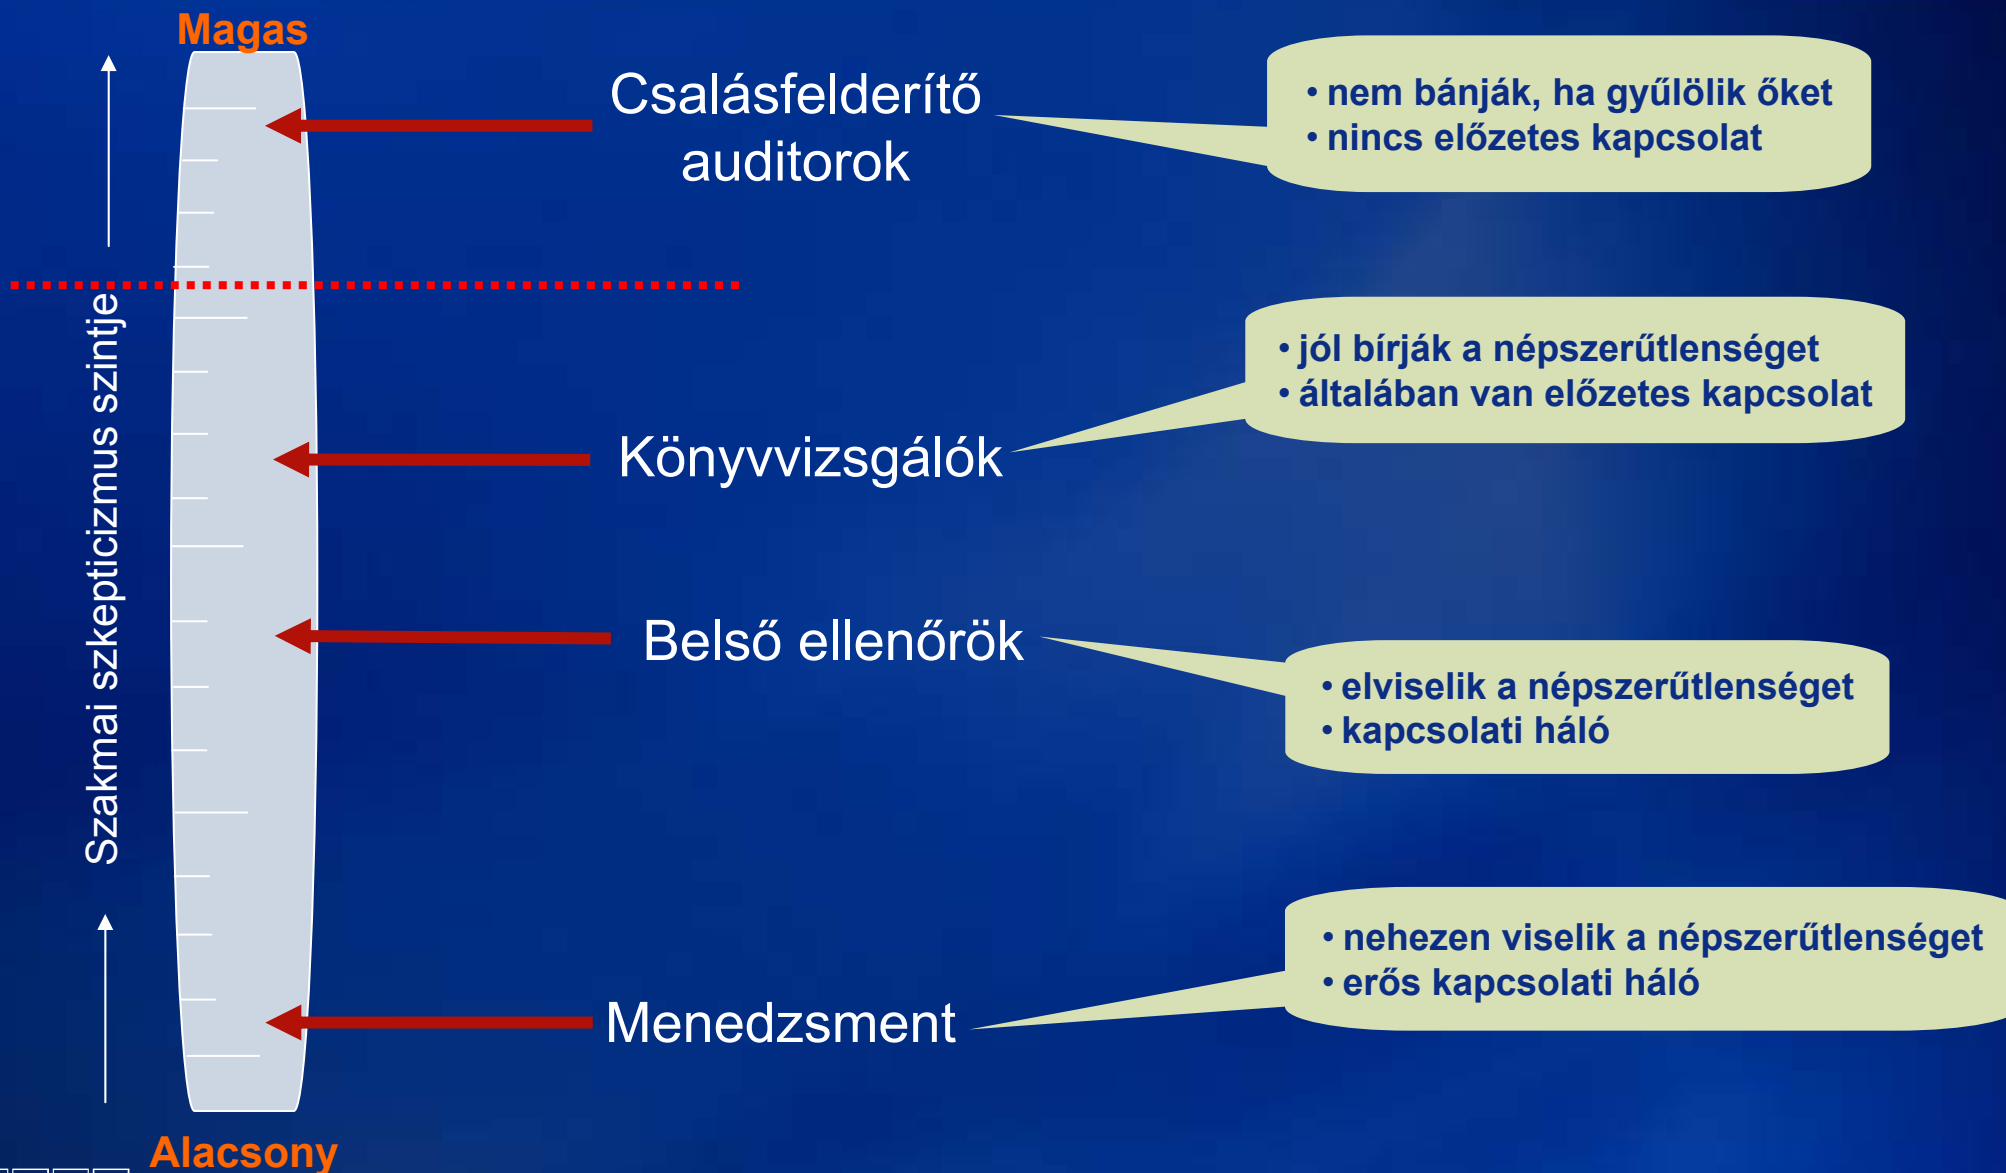 Magas
Szakmai szkepticizmus szintje
Csalásfelderítő
auditorok
• nem bánják, ha gyűlölik őket
• nincs előzetes kapcsolat
Könyvvizsgálók
• jól bírják a népszerűtlenséget
• általában van előzetes kapcsolat
Belső ellenőrök
• elviselik a népszerűtlenséget
• kapcsolati háló
Menedzsment
• nehezen viselik a népszerűtlenséget
• erős kapcsolati háló
Alacsony